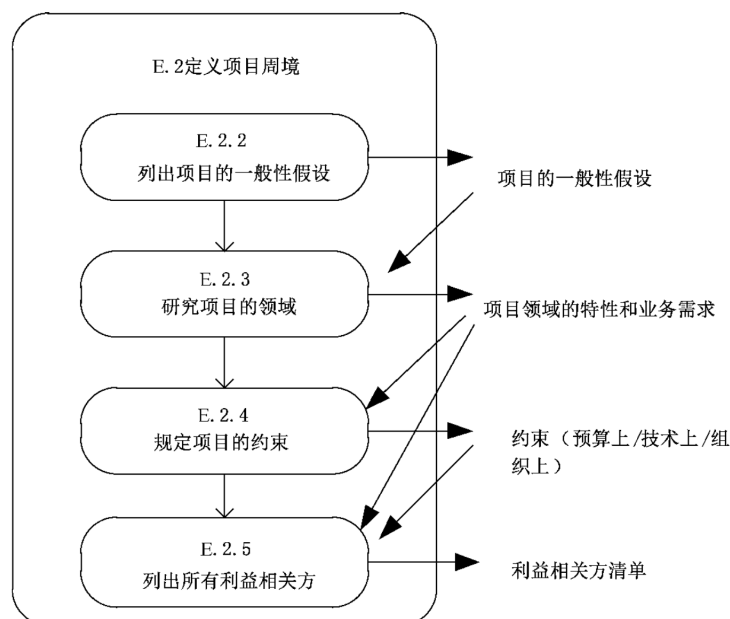 E.2定义项目周境
E.2.2
列出项目的一般性假设
项目的一般性假设
E.2.3
研究项目的领域
项目领域的特性和业务需求
E.2.4
规定项目的约束
约束（预算上/技术上/组
织上）
E.2.5
列出所有利益相关方
利益相关方清单